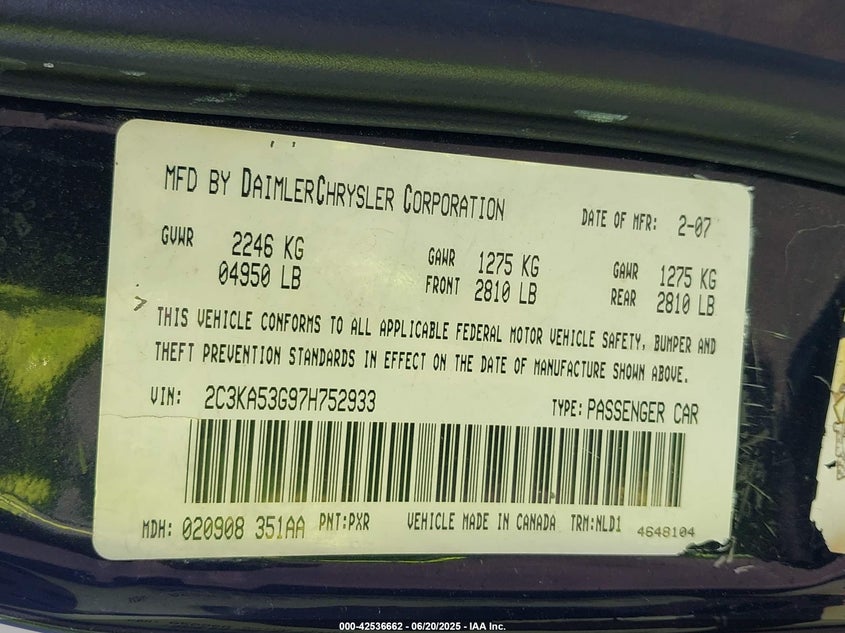 MFD BY DAIMLERCHRYSLER CORPORATION
DATE OF MFR: 2-07
GVWR 2246 KG
04950 LB
GAWR FRONT 1275 KG
2810 LB
GAWR REAR 1275 KG
2810 LB
THIS VEHICLE CONFORMS TO ALL APPLICABLE FEDERAL MOTOR VEHICLE SAFETY, BUMPER AND
THEFT PREVENTION STANDARDS IN EFFECT ON THE DATE OF MANUFACTURE SHOWN ABOVE.
VIN: 2C3KA53G97H752933 TYPE: PASSENGER CAR
MDH: 020908 351AA PNT:PXR VEHICLE MADE IN CANADA TRM:NLD1 4648104
000-42536662 - 06/20/2025 - IAA Inc.